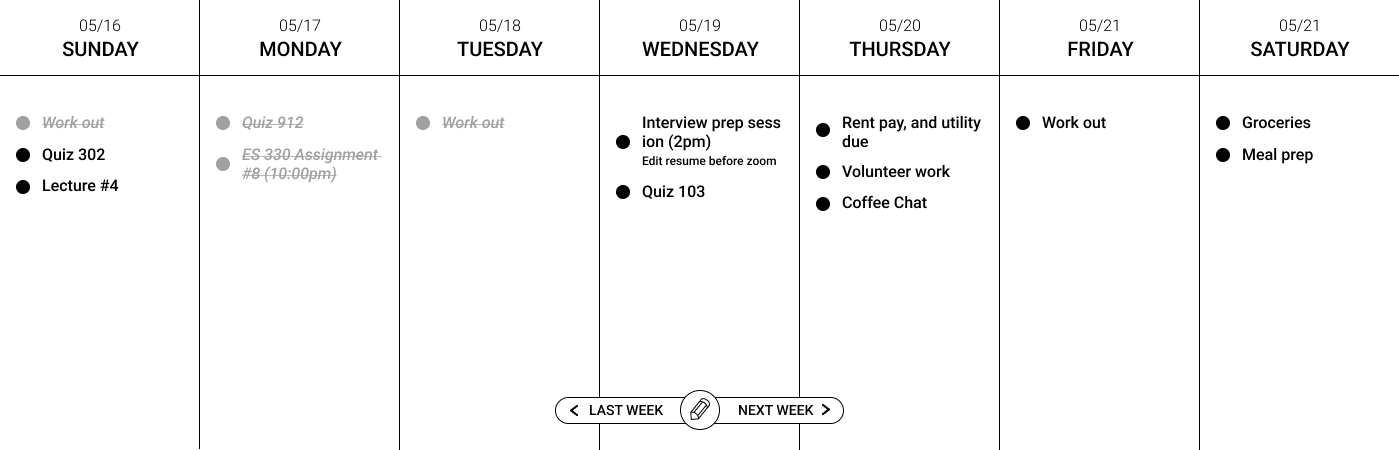 05/16
SUNDAY
Work out
Quiz 302
Lecture #4
05/17
MONDAY
Quiz 912
ES 330 Assignment
#8 (10:00pm)
05/18
TUESDAY
Work out
05/19
WEDNESDAY
Interview prep sess
ion (2pm)
Edit resume before zoom
Quiz 103
05/20
THURSDAY
Rent pay, and utility
due
Volunteer work
Coffee Chat
05/21
FRIDAY
Work out
05/21
SATURDAY
Groceries
Meal prep
< LAST WEEK
NEXT WEEK >